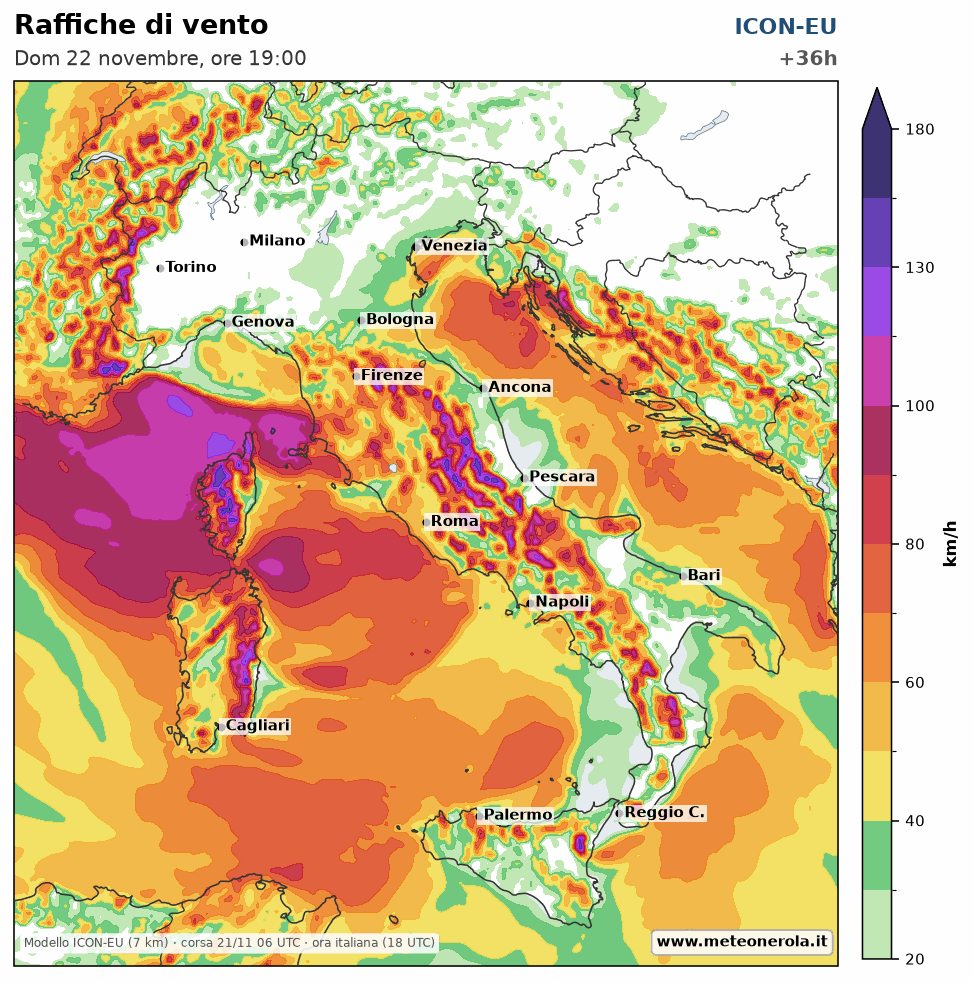 Raffiche di vento
ICON-EU
Dom 22 novembre, ore 19:00
+36h
180
130
100
80
60
40
20
km/h
Milano
Venezia
Torino
Genova
Bologna
Firenze
Ancona
Pescara
Roma
Bari
Napoli
Cagliari
Palermo
Reggio C.
Modello ICON-EU (7 km) · corsa 21/11 06 UTC · ora italiana (18 UTC)
www.meteonerola.it